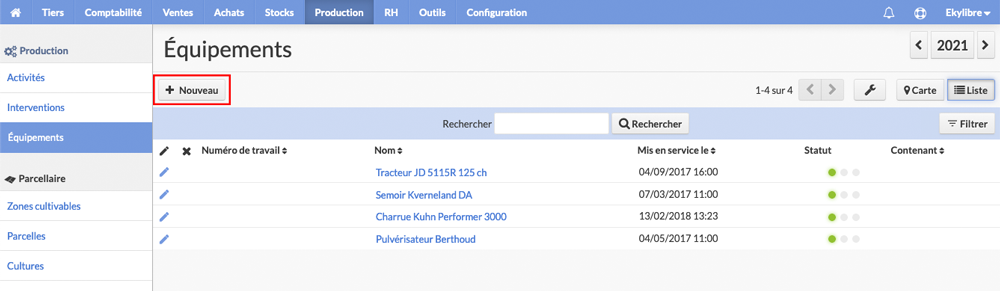 Tiers Comptabilité Ventes Achats Stocks Production RH Outils Configuration Ekylibre
Production
Activités
Interventions
Équipements
Parcellaire
Zones cultivables
Parcelles
Cultures
Équipements
2021
Nouveau
1-4 sur 4
Carte
Liste
Rechercher
Rechercher
Filtrer
Numéro de travail Nom Mis en service le Statut Contenant
Tracteur JD 5115R 125 ch 04/09/2017 16:00
Semoir Kverneland DA 07/03/2017 11:00
Charrue Kuhn Performer 3000 13/02/2018 13:23
Pulvérisateur Berthoud 04/05/2017 11:00